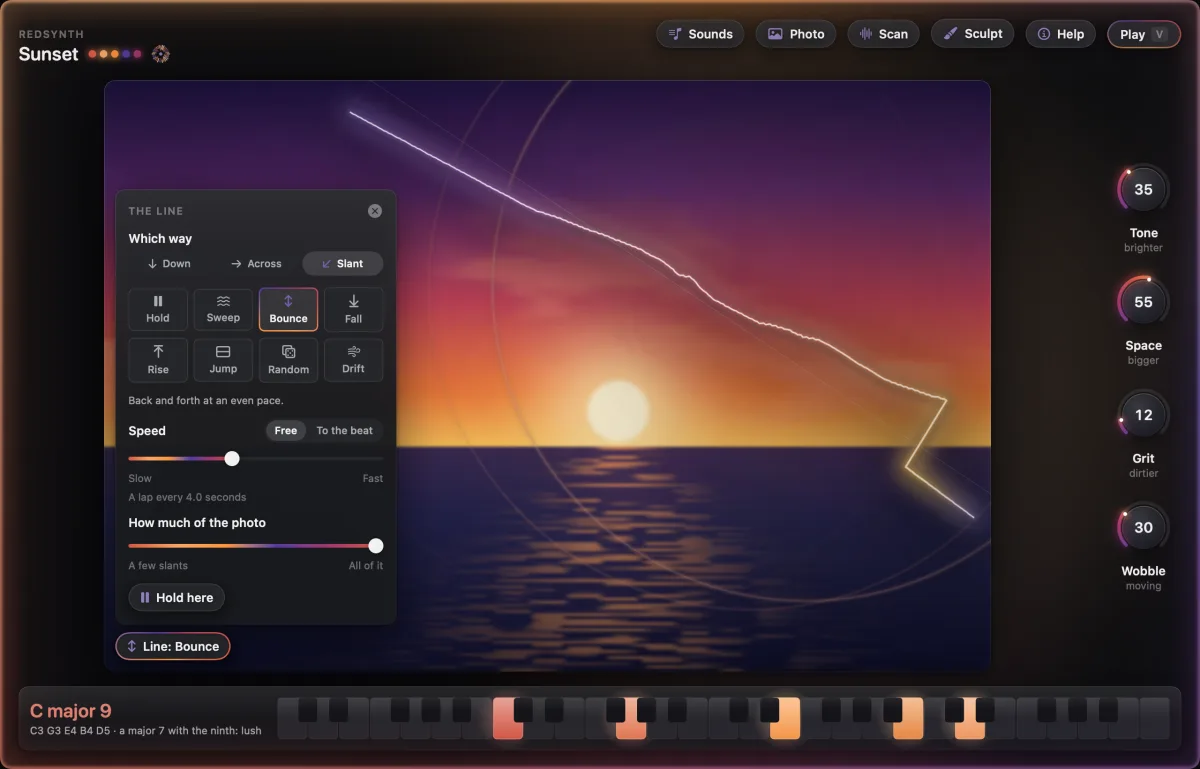 REDSYNTH
Sunset
Sounds
Photo
Scan
Sculpt
Help
Play V
THE LINE
Which way
Down
Across
Slant
Hold
Sweep
Bounce
Fall
Rise
Jump
Random
Drift
Back and forth at an even pace.
Speed
Free
To the beat
Slow
Fast
A lap every 4.0 seconds
How much of the photo
A few slants
All of it
Hold here
Line: Bounce
35
Tone
brighter
55
Space
bigger
12
Grit
dirtier
30
Wobble
moving
C major 9
C3 G3 E4 B4 D5 · a major 7 with the ninth: lush